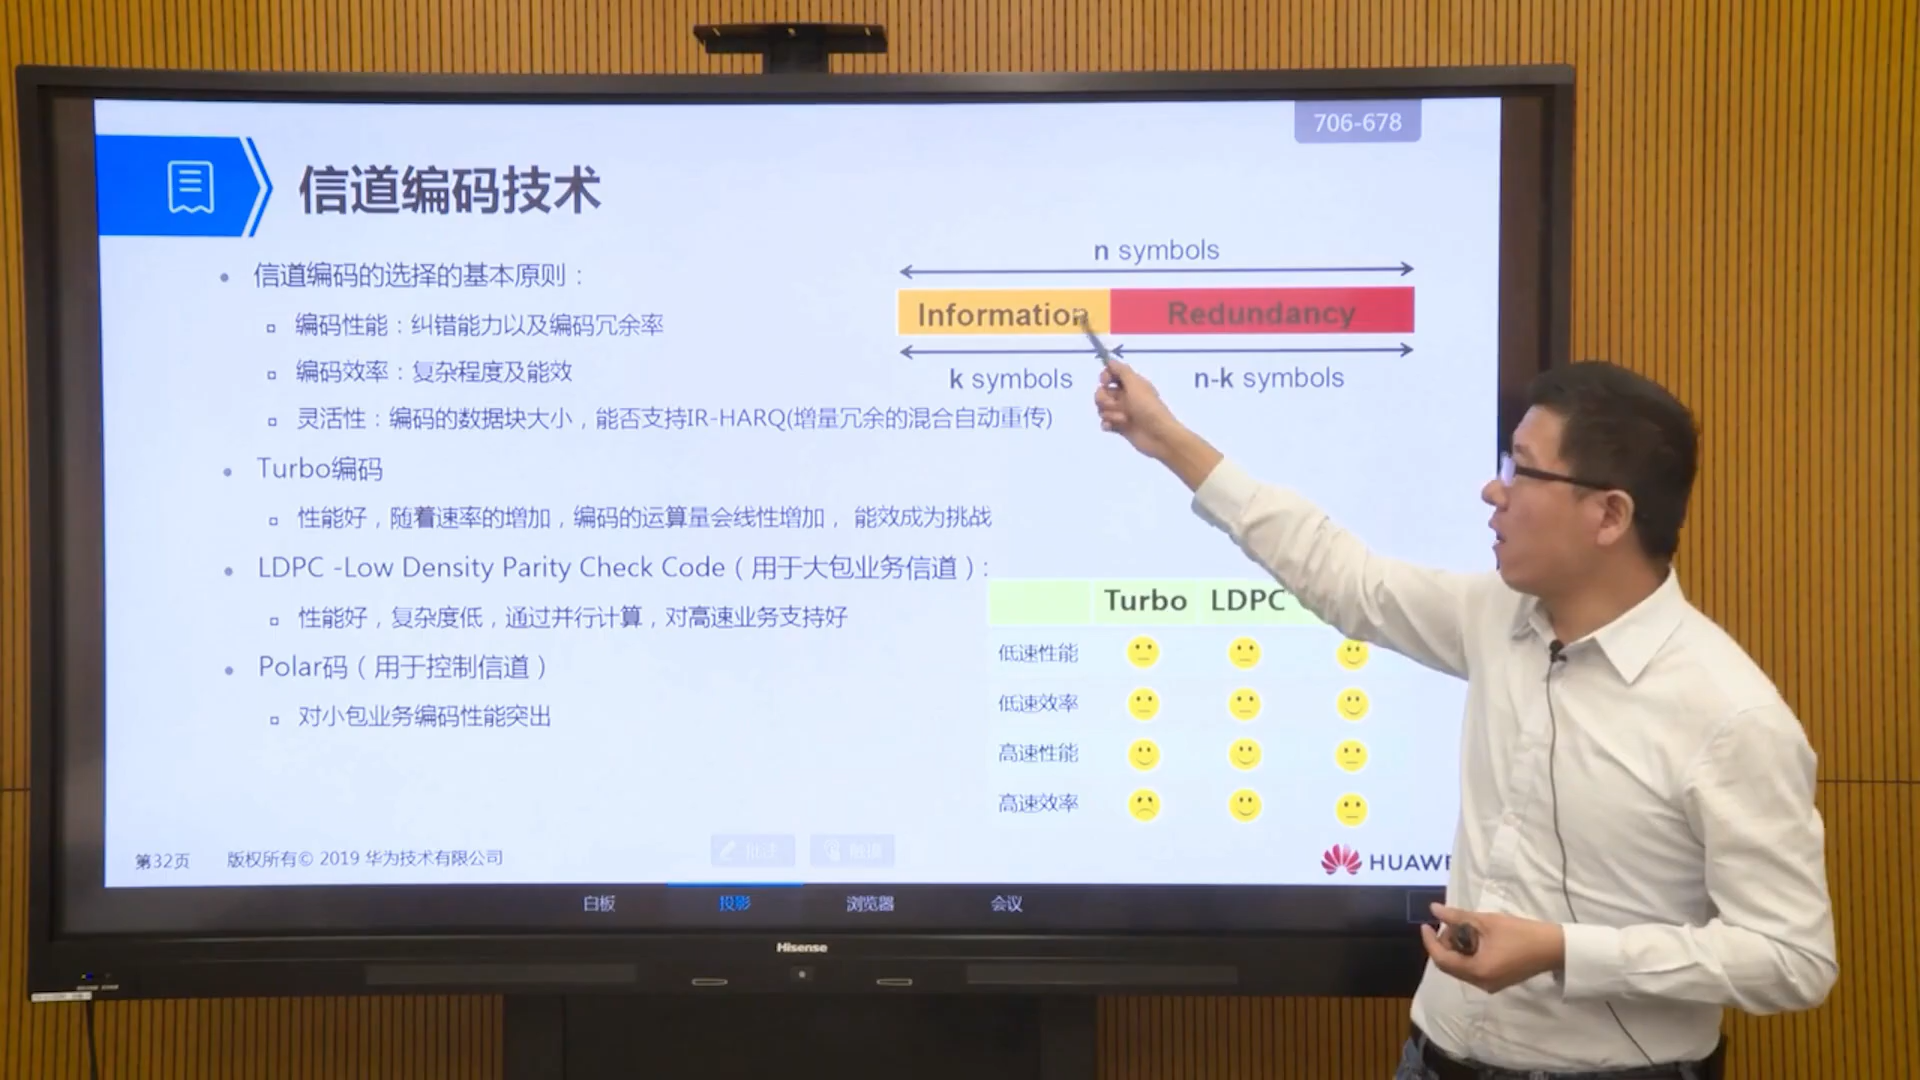 706-678
信道编码技术
信道编码的选择的基本原则：
编码性能：纠错能力以及编码冗余率
编码效率：复杂程度及能效
灵活性：编码的数据块大小，能否支持IR-HARQ(增量冗余的混合自动重传)
Turbo编码
性能好，随着速率的增加，编码的运算量会线性增加， 能效成为挑战
LDPC -Low Density Parity Check Code（用于大包业务信道）:
性能好，复杂度低，通过并行计算，对高速业务支持好
Polar码（用于控制信道）
对小包业务编码性能突出
n symbols
Information Redundancy
k symbols n-k symbols
Turbo LDPC
低速性能
低速效率
高速性能
高速效率
第32页 版权所有© 2019 华为技术有限公司
批注
HUAWE
白板 投影 浏览器 会议
Hisense